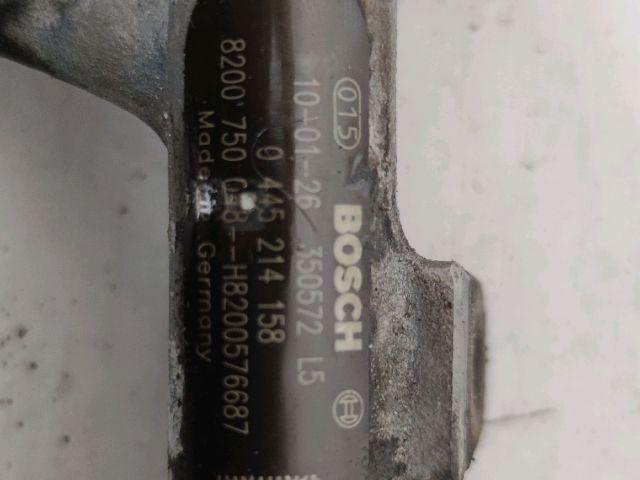 015 BOSCH
10-01-26 350572 L5
0 445 214 158
8200 750 --H8200576687
Made in Germany